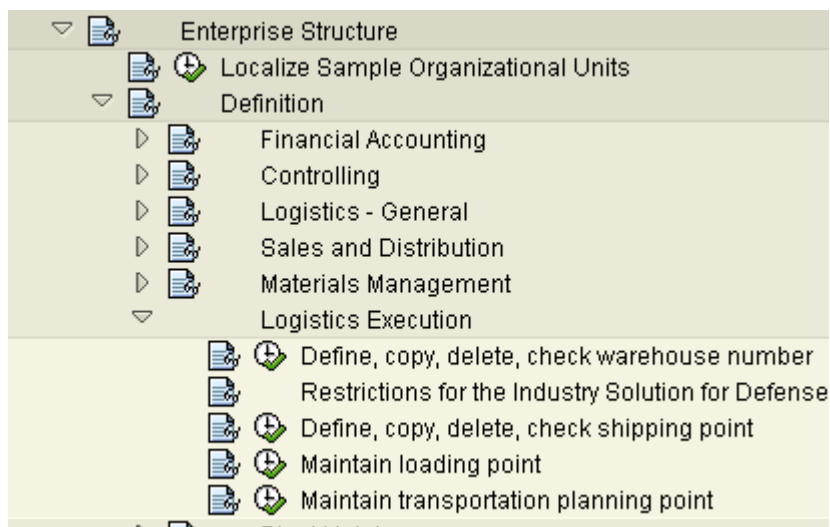 Enterprise Structure
Localize Sample Organizational Units
Definition
Financial Accounting
Controlling
Logistics - General
Sales and Distribution
Materials Management
Logistics Execution
Define, copy, delete, check warehouse number
Restrictions for the Industry Solution for Defense
Define, copy, delete, check shipping point
Maintain loading point
Maintain transportation planning point